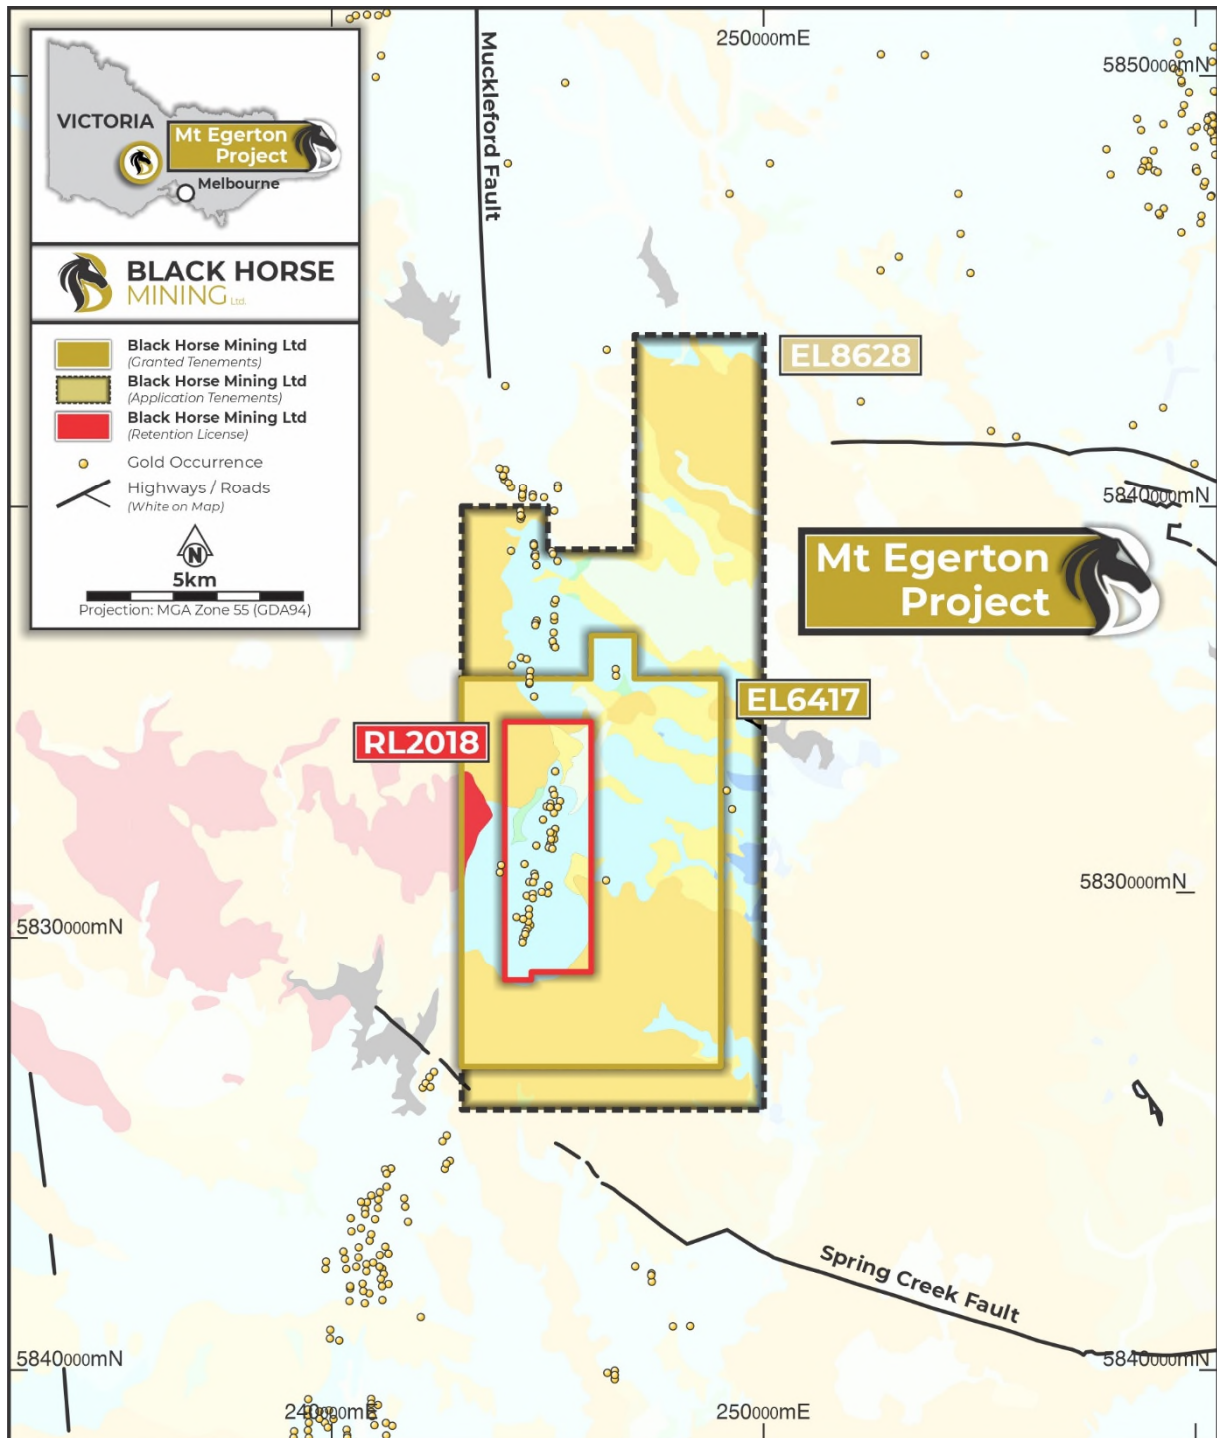 VICTORIA
Mt Egerton
Project
Melbourne
BLACK HORSE
MINING Ltd.
Black Horse Mining Ltd
(Granted Tenements)
Black Horse Mining Ltd
(Application Tenements)
Black Horse Mining Ltd
(Retention License)
Gold Occurrence
Highways / Roads
(White on Map)
N
5km
Projection: MGA Zone 55 (GDA94)
Muckleford Fault
250000mE
5850000mN
EL8628
5840000mN
Mt Egerton
Project
EL6417
RL2018
5830000mN
5830000mN
Spring Creek Fault
5840000mN
5840000mN
240000mE
250000mE